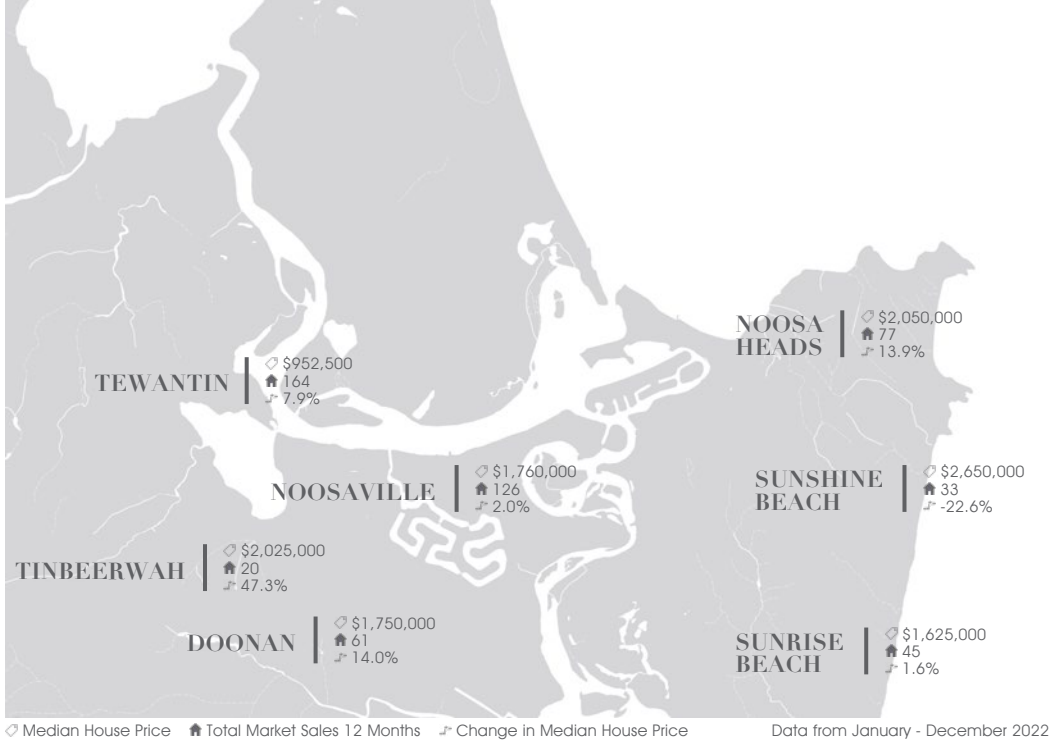 NOOSA
HEADS
$2,050,000
77
13.9%
TEWANTIN
$952,500
164
7.9%
NOOSAVILLE
$1,760,000
126
2.0%
SUNSHINE
BEACH
$2,650,000
33
-22.6%
TINBEERWAH
$2,025,000
20
47.3%
DOONAN
$1,750,000
61
14.0%
SUNRISE
BEACH
$1,625,000
45
1.6%
Median House Price Total Market Sales 12 Months Change in Median House Price Data from January - December 2022